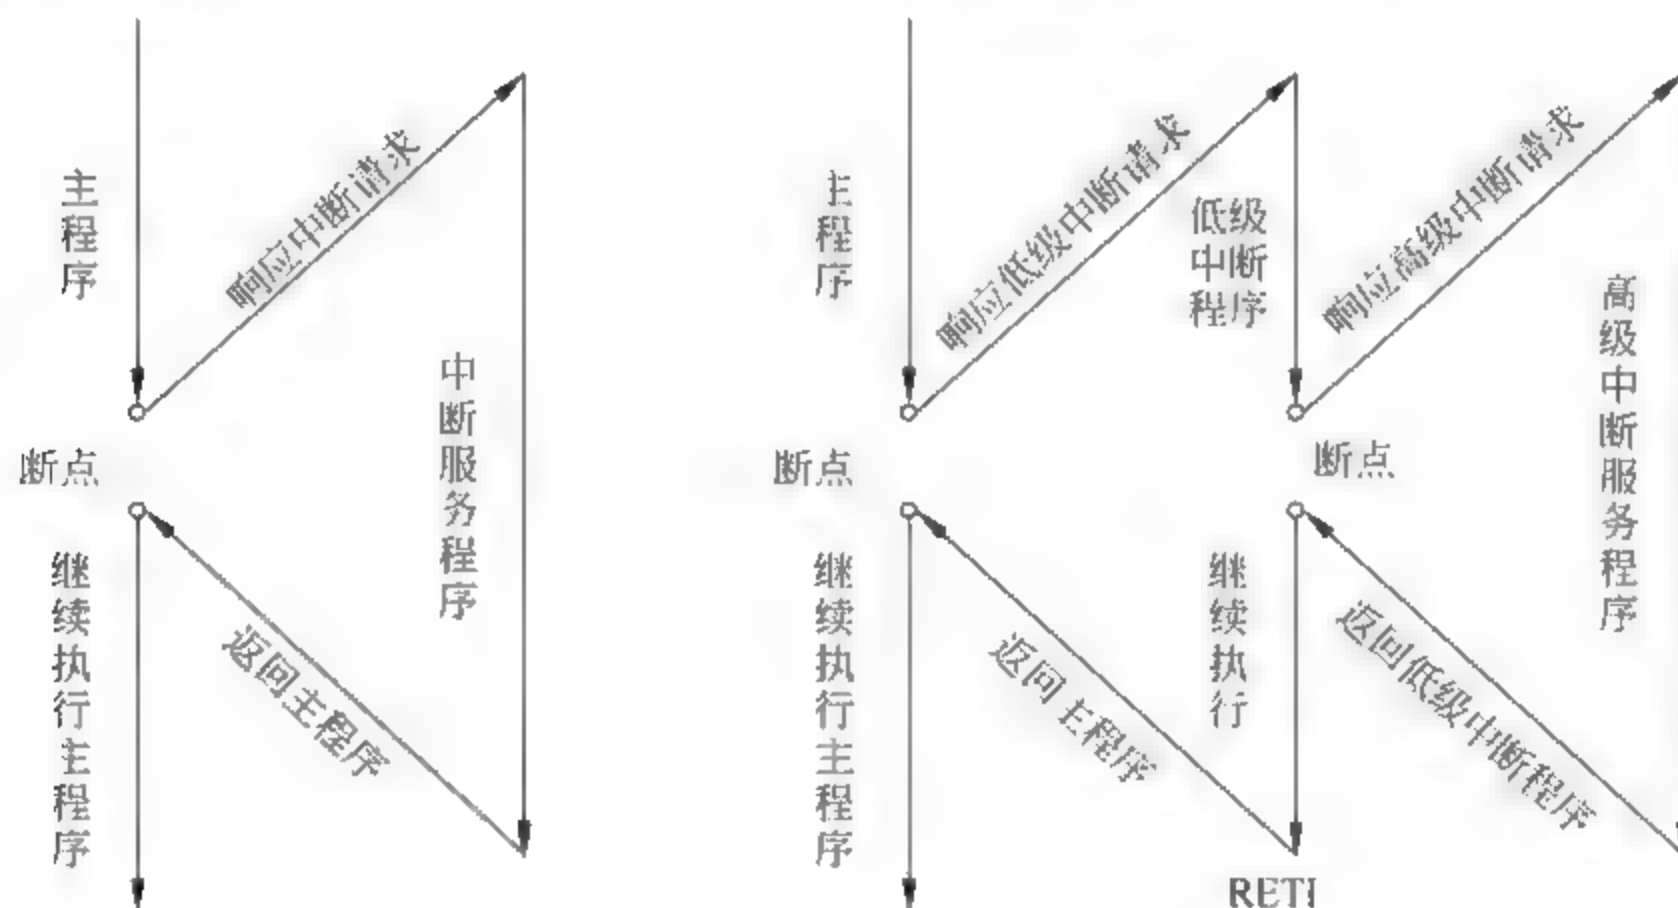 主程序
响应中断请求
中断服务程序
断点
继续执行主程序
返回主程序
主程序
响应低级中断请求
低级
中断
程序
响应高级中断请求
高级中断服务程序
断点
断点
继续执行主程序
返回主程序
继续执行
返回低级中断程序
RETI